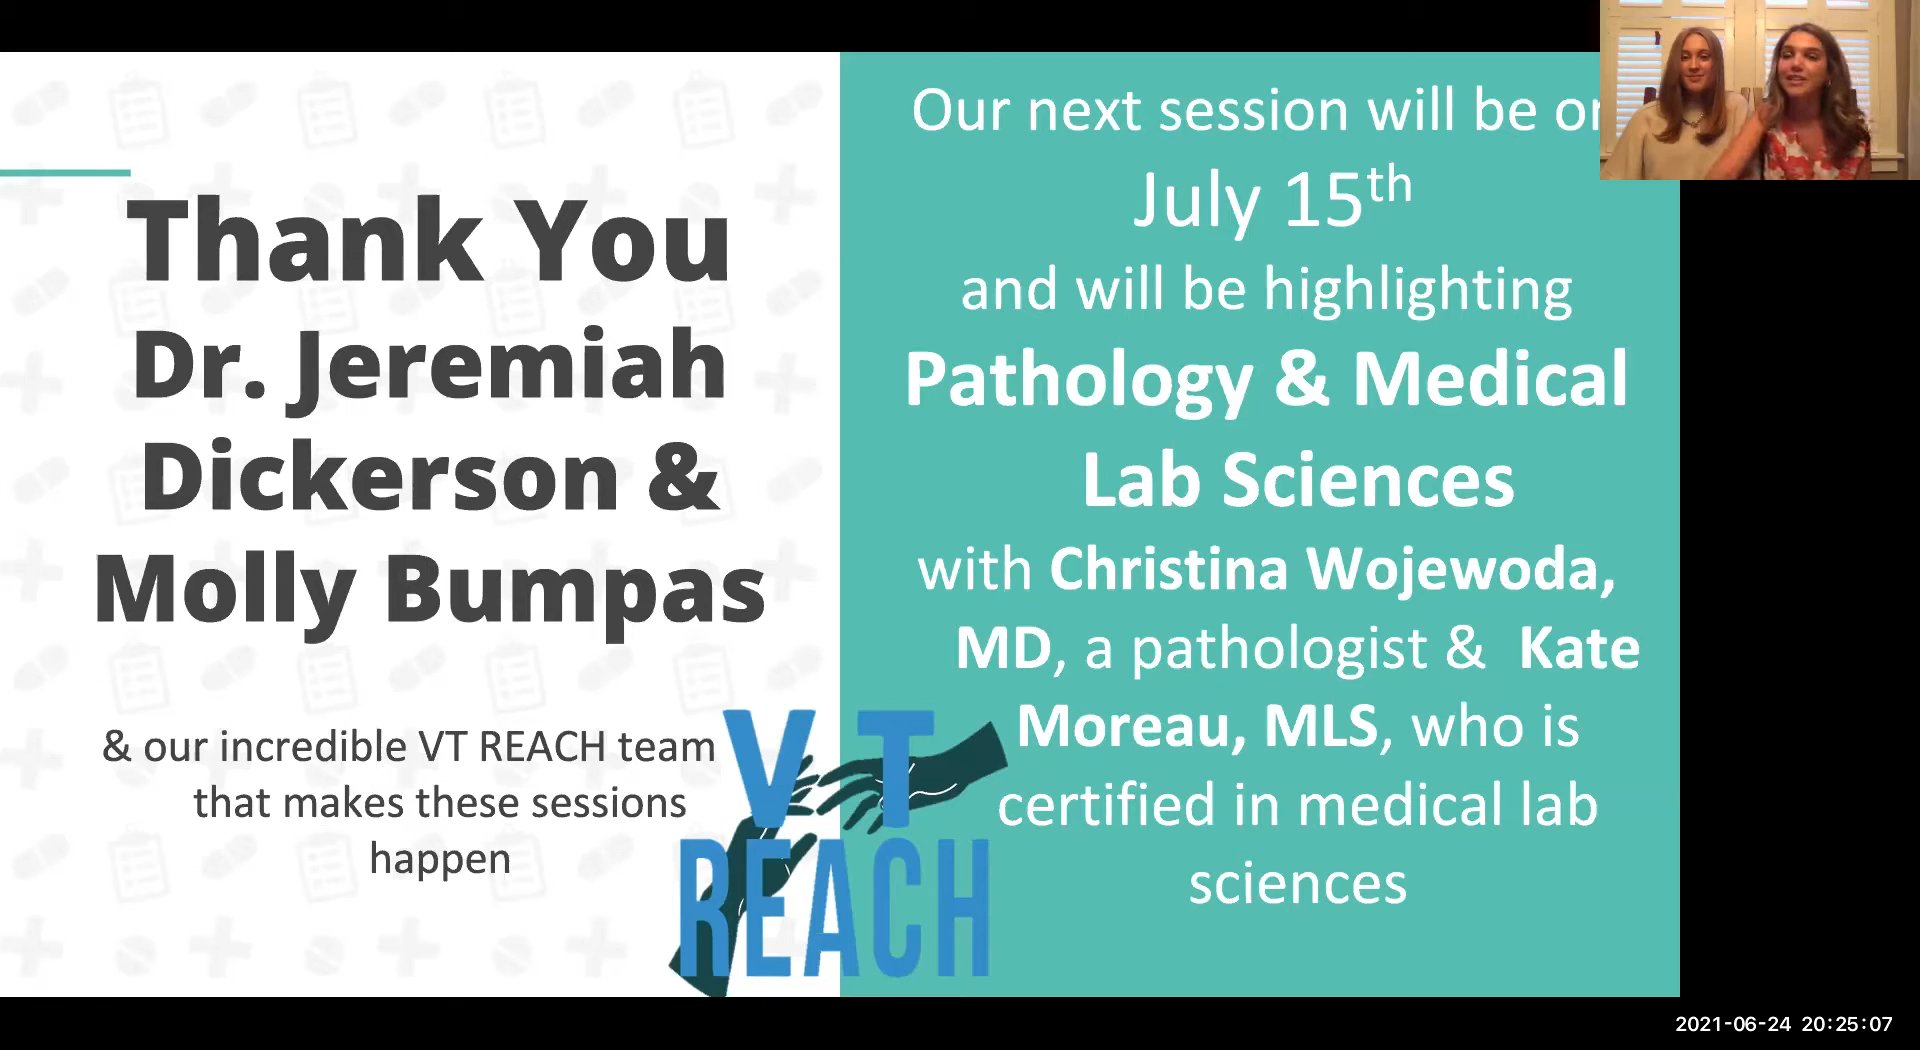 Thank You
Dr. Jeremiah
Dickerson &
Molly Bumpas
& our incredible VT REACH team
that makes these sessions
happen
VT
REACH
Our next session will be
July 15th
and will be highlighting
Pathology & Medical
Lab Sciences
with Christina Wojewoda,
MD, a pathologist & Kate
Moreau, MLS, who is
certified in medical lab
sciences
2021-06-24 20:25:07